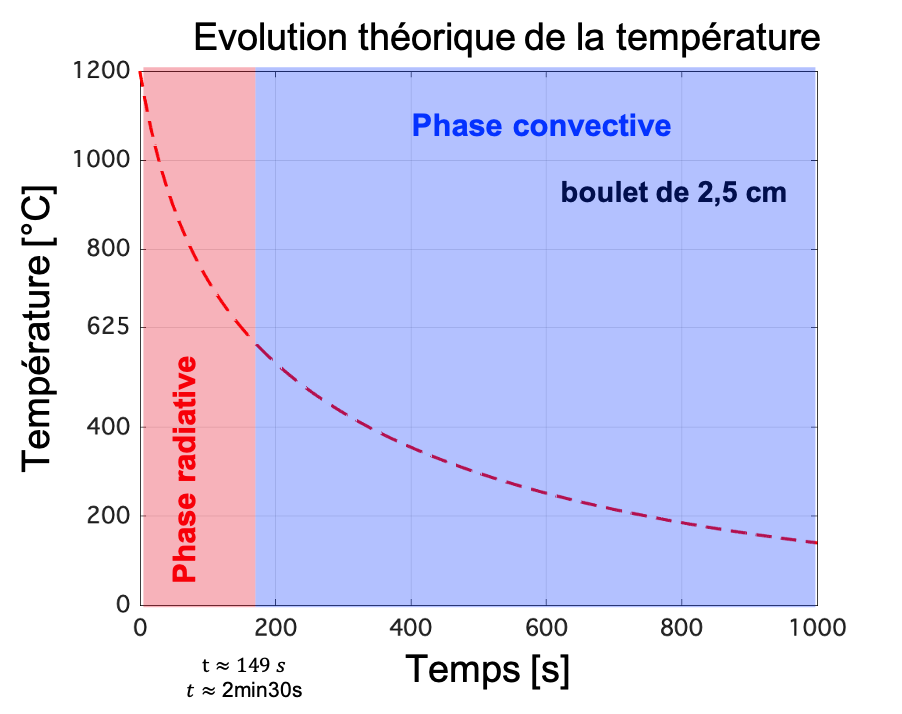 Evolution théorique de la température
1200
1000
800
625
400
200
0
Température [°C]
Phase radiative
Phase convective
boulet de 2,5 cm
0 200 400 600 800 1000
Temps [s]
t ≈ 149 s
t ≈ 2min30s